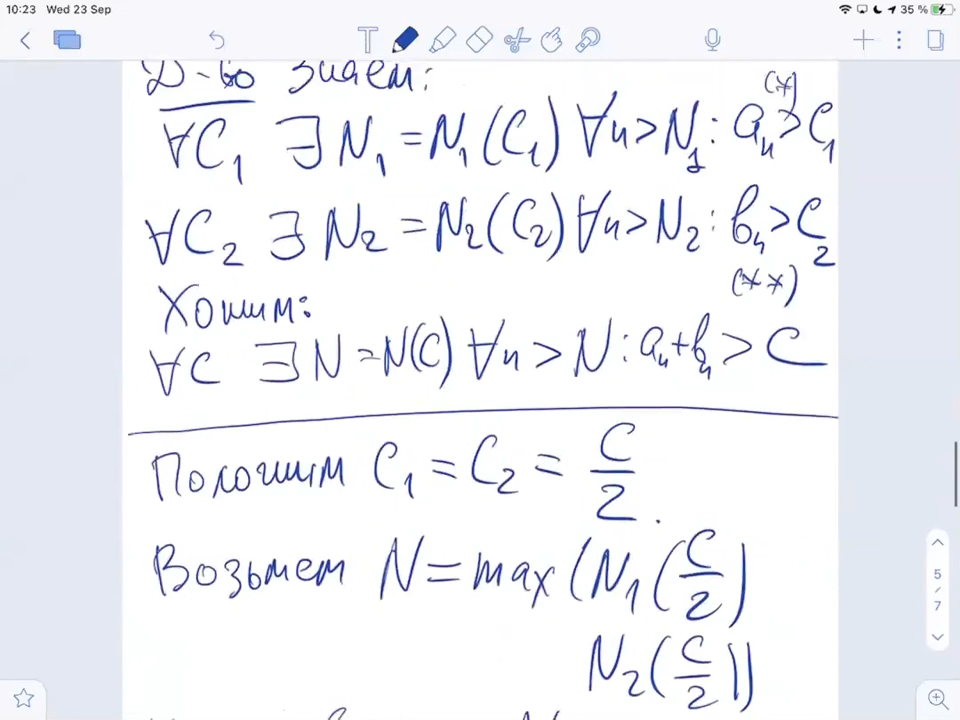 10:23 Wed 23 Sep
35 %
T
Д-во Знаем:
(*)
∀C₁ ∃N₁ = N₁(C₁) ∀n > N₁: aₙ > C₁
∀C₂ ∃N₂ = N₂(C₂) ∀n > N₂: bₙ > C₂
(**)
Хотим:
∀C ∃N = N(C) ∀n > N: aₙ + bₙ > C
Положим C₁ = C₂ = C/2.
Возьмем N = max(N₁(C/2)
N₂(C/2))
5
/
7